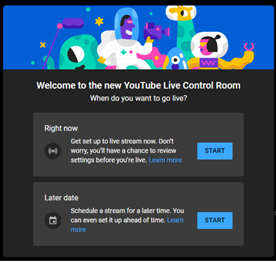 Welcome to the new YouTube Live Control Room
When do you want to go live?
Right now
Get set up to live stream now. Don't
worry, you'll have a chance to review
settings before you're live. Learn more
START
Later date
Schedule a stream for a later time. You
can even set it up ahead of time. Learn
more
START